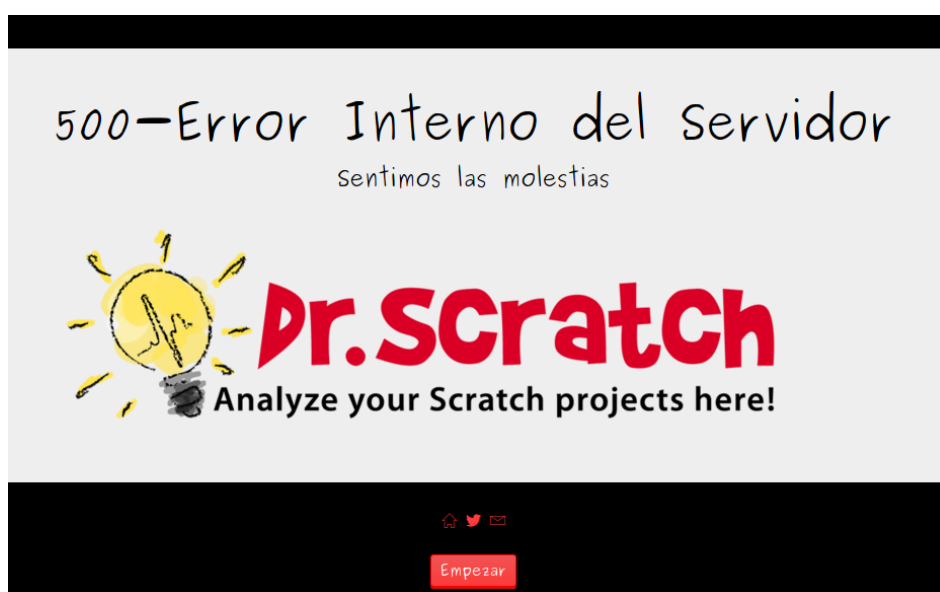 500-Error Interno del Servidor
Sentimos las molestias
Dr.Scratch
Analyze your Scratch projects here!
Empezar